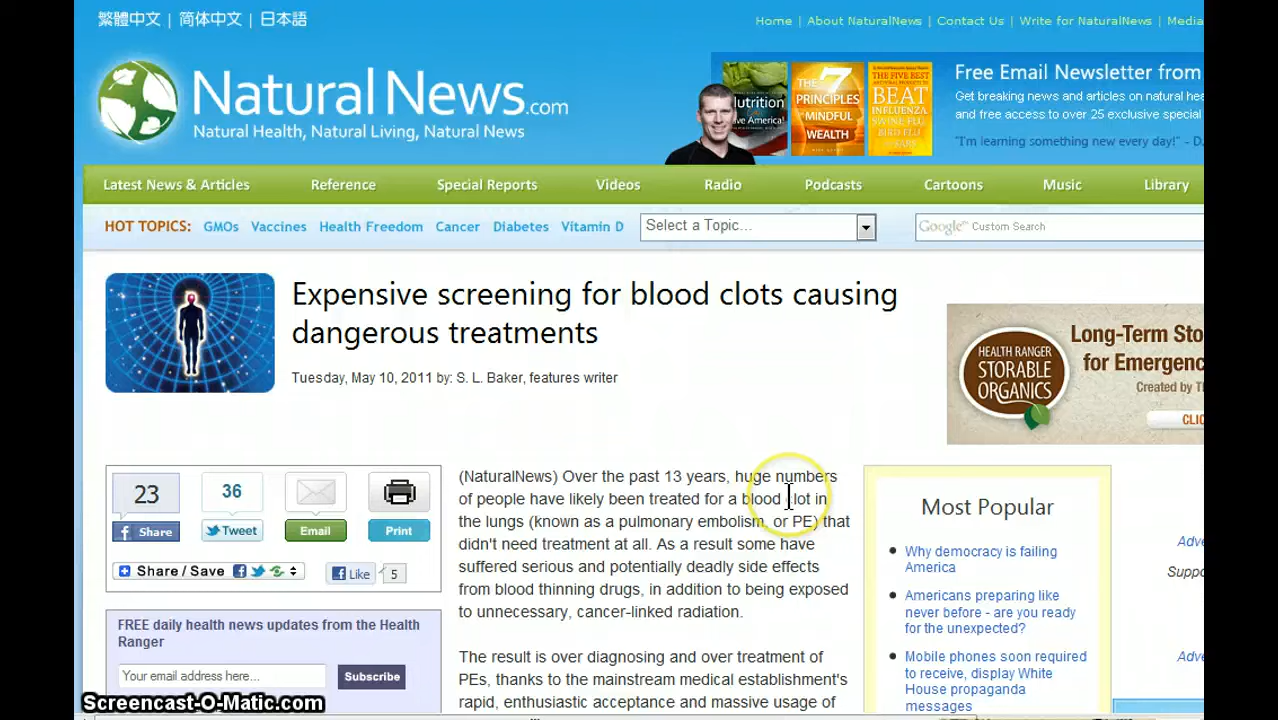 繁體中文 | 简体中文 | 日本語
Home | About NaturalNews | Contact Us | Write for NaturalNews | Media
NaturalNews.com
Natural Health, Natural Living, Natural News
Nutrition
ve America!
THE 7 PRINCIPLES MINDFUL WEALTH
THE FIVE BEST
BEAT
INFLUENZA
SWINE FLU
BIRD FLU
Free Email Newsletter from
Get breaking news and articles on natural hea
and free access to over 25 exclusive special
"I'm learning something new every day!" - D.
Latest News & Articles Reference Special Reports Videos Radio Podcasts Cartoons Music Library
HOT TOPICS: GMOs Vaccines Health Freedom Cancer Diabetes Vitamin D Select a Topic... Google Custom Search
Expensive screening for blood clots causing
dangerous treatments
Tuesday, May 10, 2011 by: S. L. Baker, features writer
HEALTH RANGER
STORABLE
ORGANICS
Long-Term Sto
for Emergenc
Created by T
CLIC
23 36
Share Tweet Email Print
Share / Save Like 5
FREE daily health news updates from the Health
Ranger
Your email address here... Subscribe
(NaturalNews) Over the past 13 years, huge numbers
of people have likely been treated for a blood clot in
the lungs (known as a pulmonary embolism, or PE) that
didn't need treatment at all. As a result some have
suffered serious and potentially deadly side effects
from blood thinning drugs, in addition to being exposed
to unnecessary, cancer-linked radiation.
The result is over diagnosing and over treatment of
PEs, thanks to the mainstream medical establishment's
rapid, enthusiastic acceptance and massive usage of
Most Popular
Why democracy is failing
America
Americans preparing like
never before - are you ready
for the unexpected?
Mobile phones soon required
to receive, display White
House propaganda
messages
Adve
Suppo
Adve
Screencast-O-Matic.com